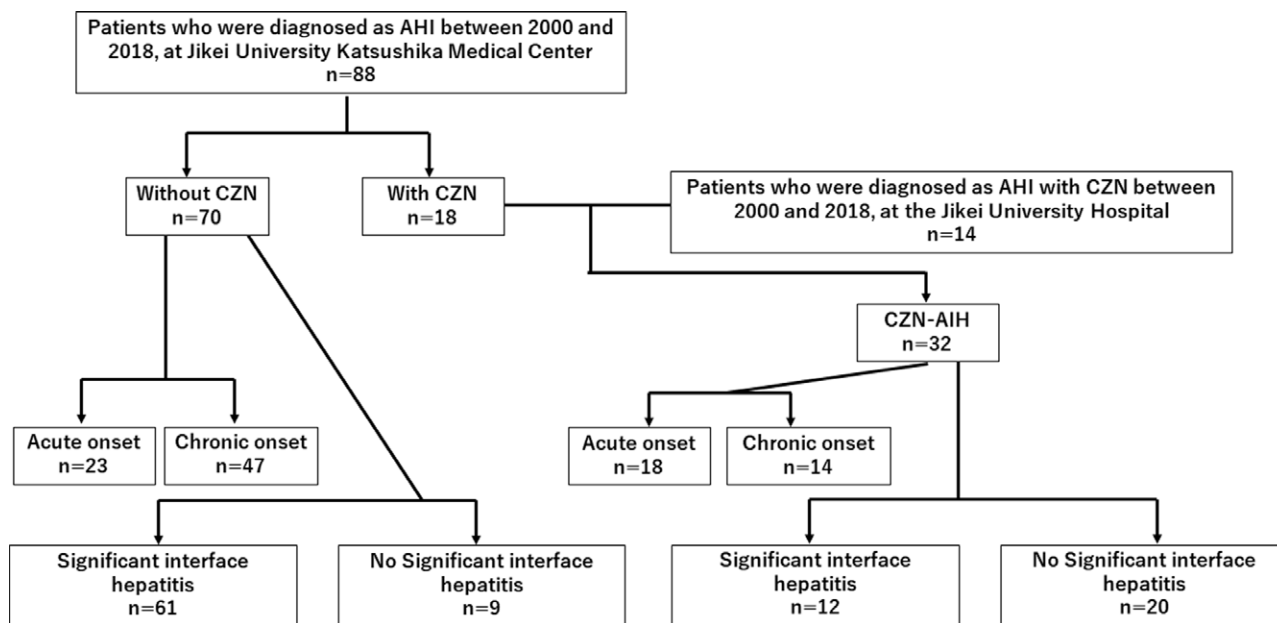 Patients who were diagnosed as AHI between 2000 and
2018, at Jikei University Katsushika Medical Center
n=88
Without CZN
n=70
With CZN
n=18
Patients who were diagnosed as AHI with CZN between
2000 and 2018, at the Jikei University Hospital
n=14
CZN-AIH
n=32
Acute onset
n=23
Chronic onset
n=47
Acute onset
n=18
Chronic onset
n=14
Significant interface
hepatitis
n=61
No Significant interface
hepatitis
n=9
Significant interface
hepatitis
n=12
No Significant interface
hepatitis
n=20